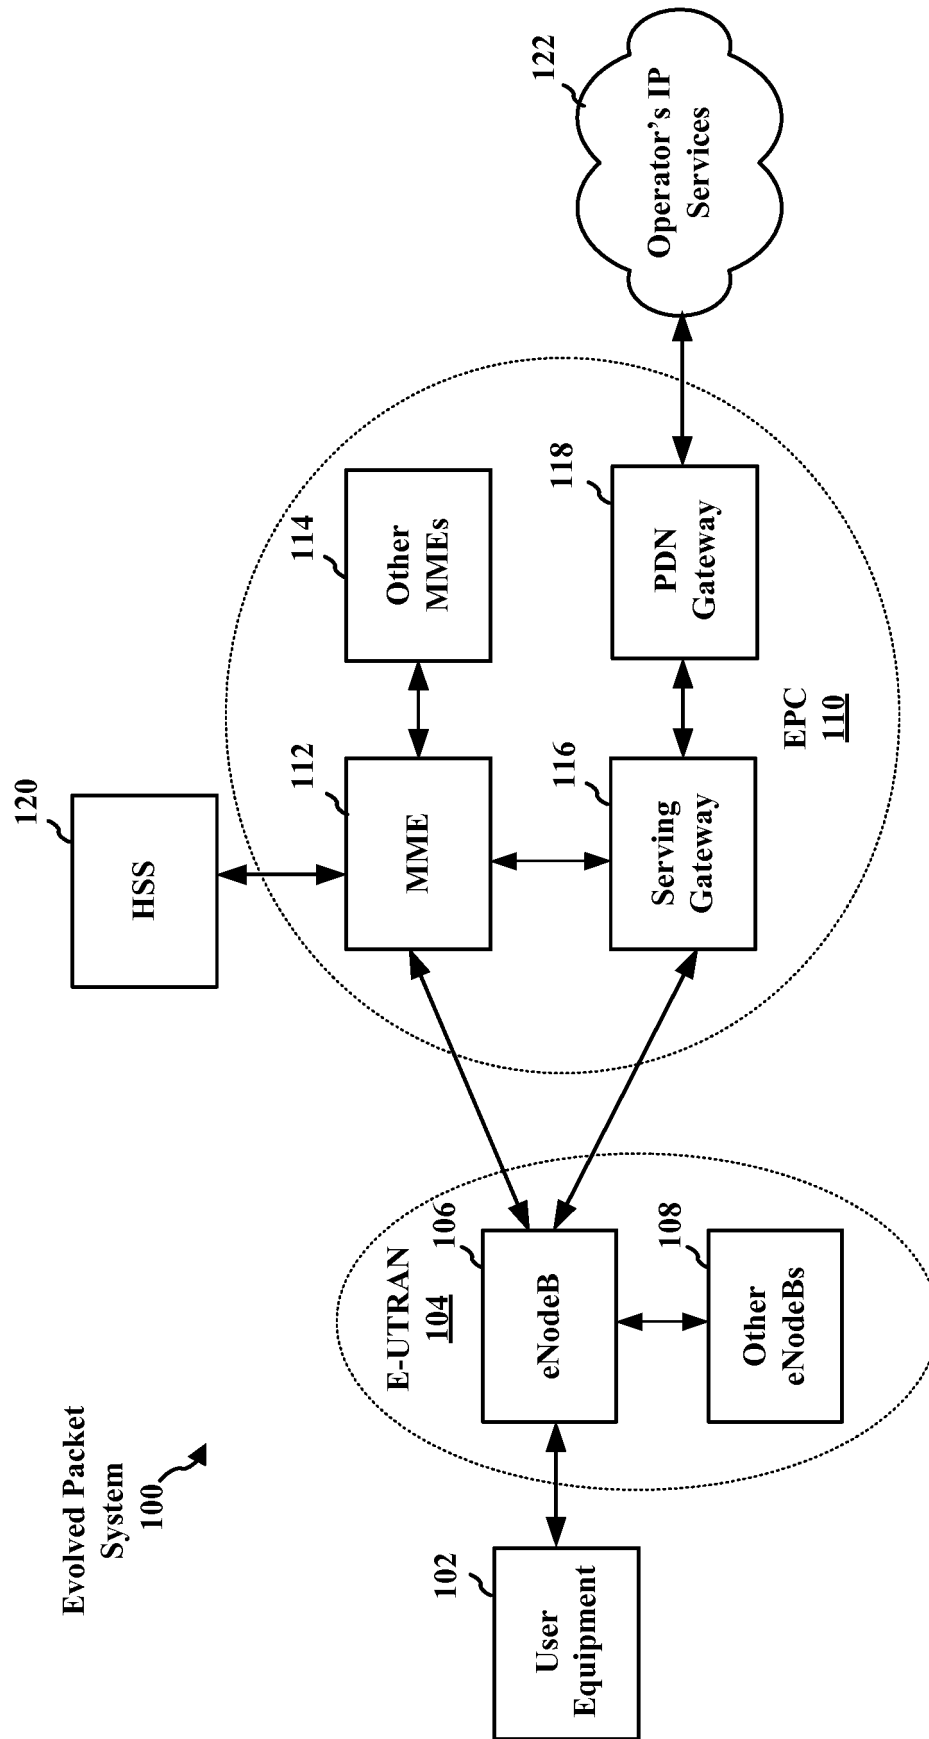 Evolved Packet
System
100
120
HSS
112
MME
114
Other
MMEs
116
Serving
Gateway
118
PDN
Gateway
EPC
110
122
Operator's IP
Services
E-UTRAN
104
106
eNodeB
108
Other
eNodeBs
102
User
Equipment